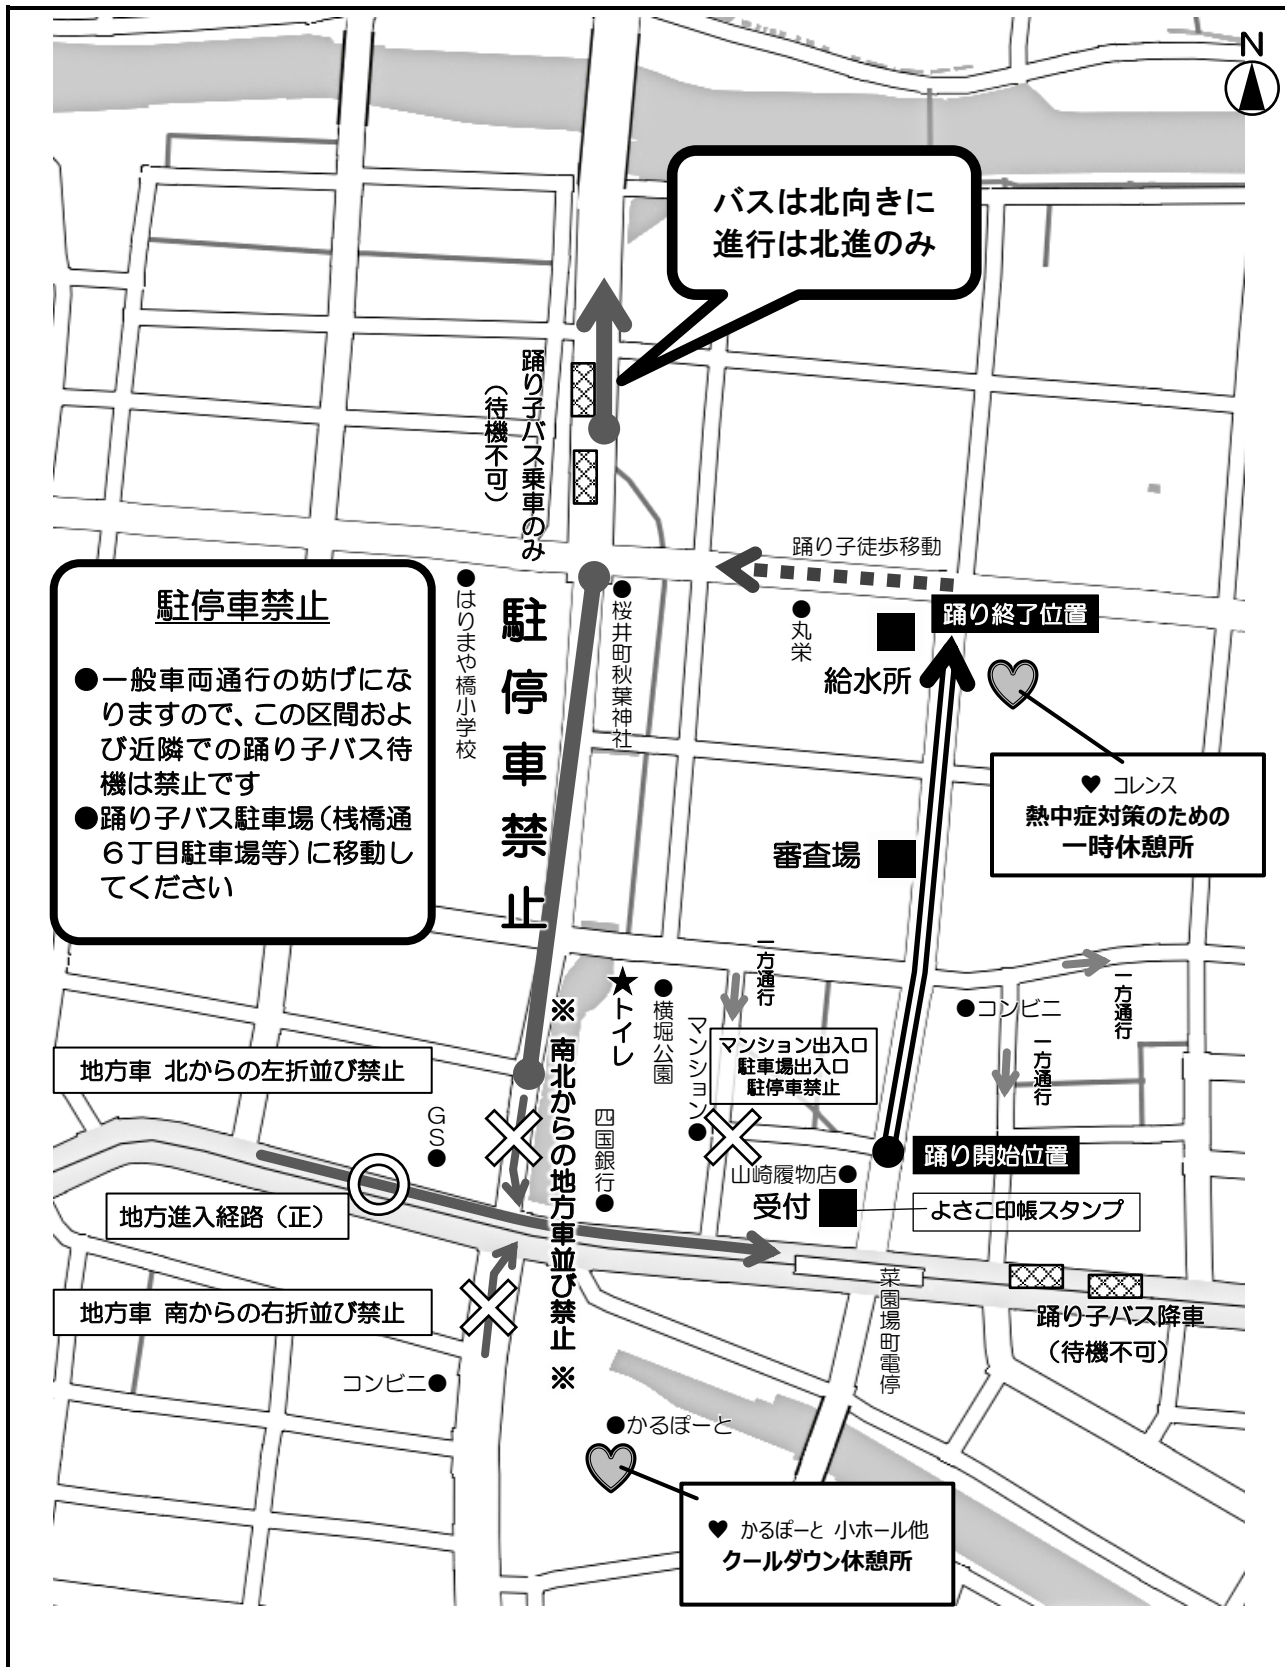 N
バスは北向きに
進行は北進のみ
踊り子バス乗車のみ
（待機不可）
踊り子徒歩移動
駐停車禁止
●一般車両通行の妨げにな
りますので、この区間およ
び近隣での踊り子バス待
機は禁止です
●踊り子バス駐車場（桟橋通
６丁目駐車場等）に移動し
てください
●はりまや橋小学校
駐停車禁止
●桜井町秋葉神社
●丸栄
給水所
踊り終了位置
♥ コレンス
熱中症対策のための
一時休憩所
審査場
★トイレ
●横堀公園
マンション●
一方通行
マンション出入口
駐車場出入口
駐停車禁止
●コンビニ
一方通行
一方通行
地方車 北からの左折並び禁止
ＧＳ●
※ 南北からの地方車並び禁止 ※
四国銀行●
踊り開始位置
山崎履物店●
受付
よさこ印帳スタンプ
地方進入経路（正）
地方車 南からの右折並び禁止
菜園場町電停
踊り子バス降車
（待機不可）
コンビニ●
●かるぽーと
♥ かるぽーと 小ホール他
クールダウン休憩所